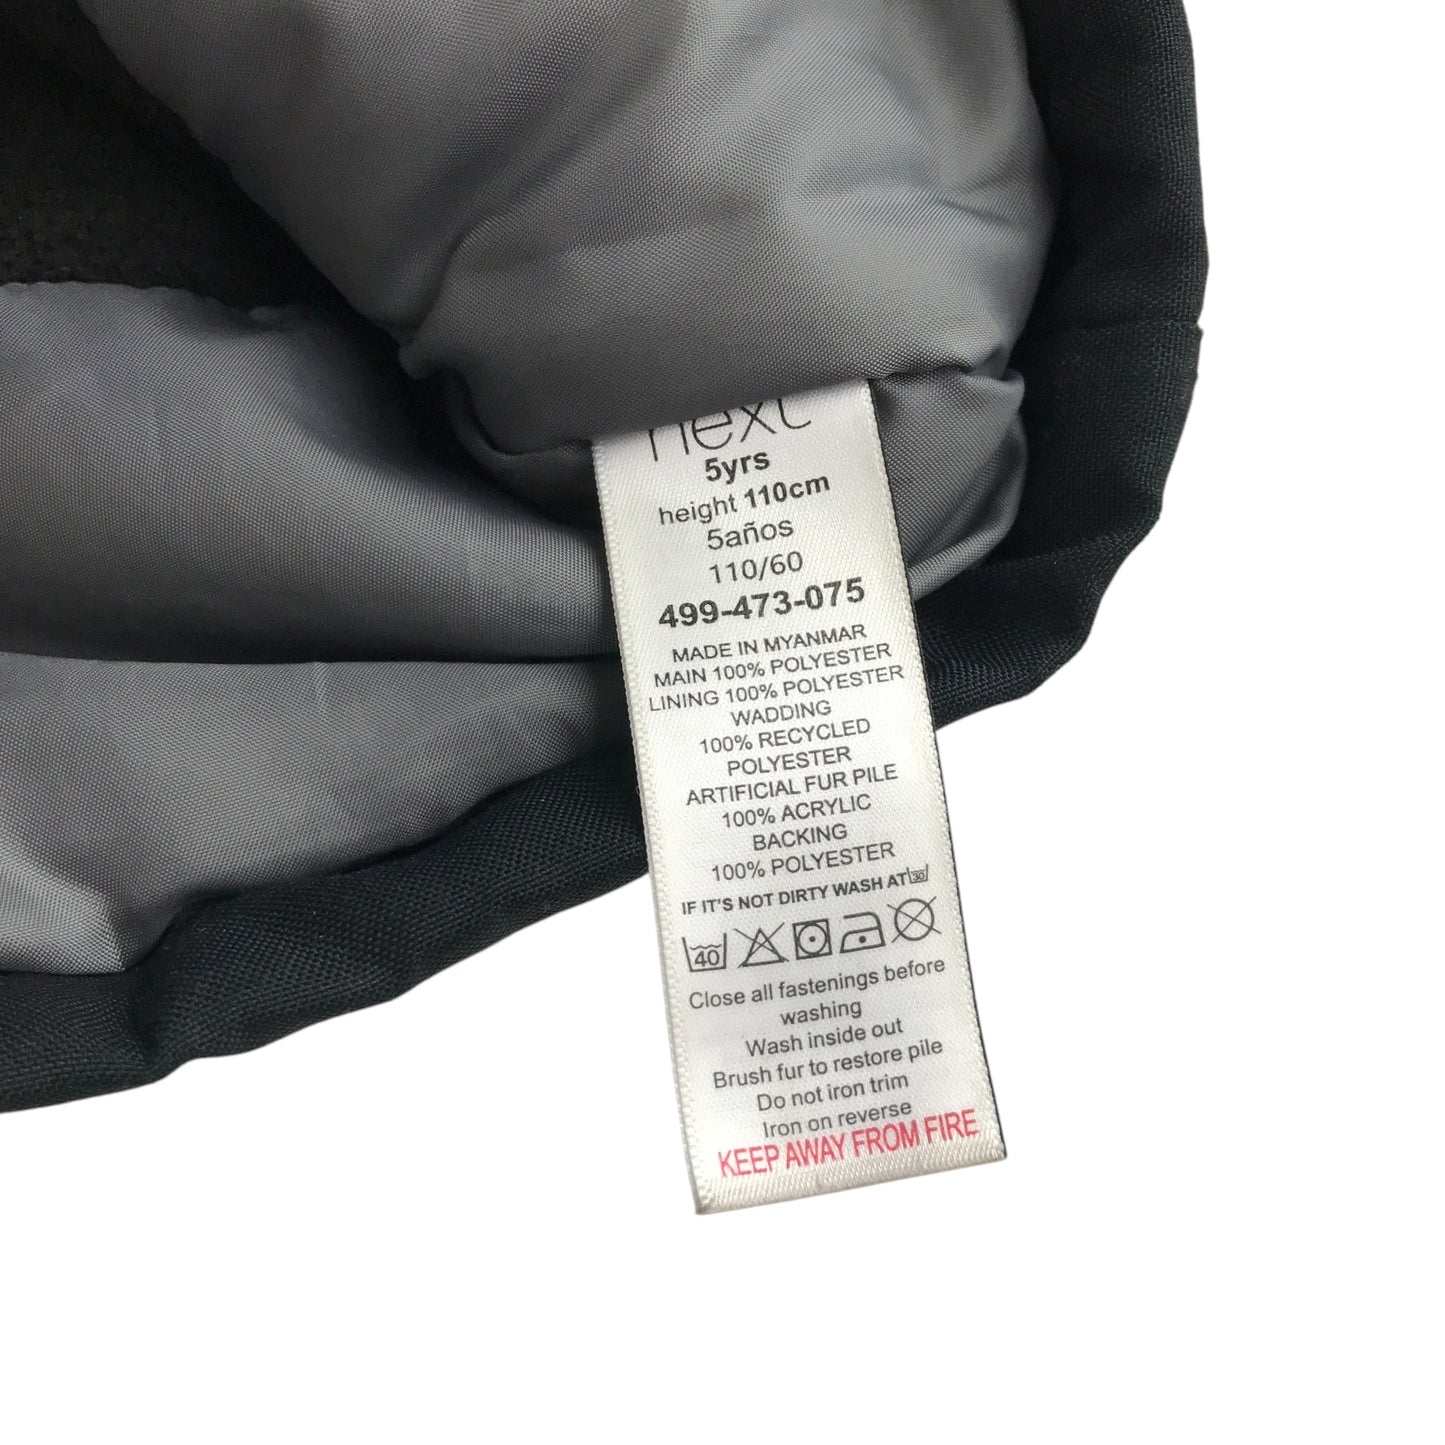 next
5yrs
height 110cm
5años
110/60
499-473-075
MADE IN MYANMAR
MAIN 100% POLYESTER
LINING 100% POLYESTER
WADDING
100% RECYCLED
POLYESTER
ARTIFICIAL FUR PILE
100% ACRYLIC
BACKING
100% POLYESTER
IF IT'S NOT DIRTY WASH AT 30
40
Close all fastenings before
washing
Wash inside out
Brush fur to restore pile
Do not iron trim
Iron on reverse
KEEP AWAY FROM FIRE